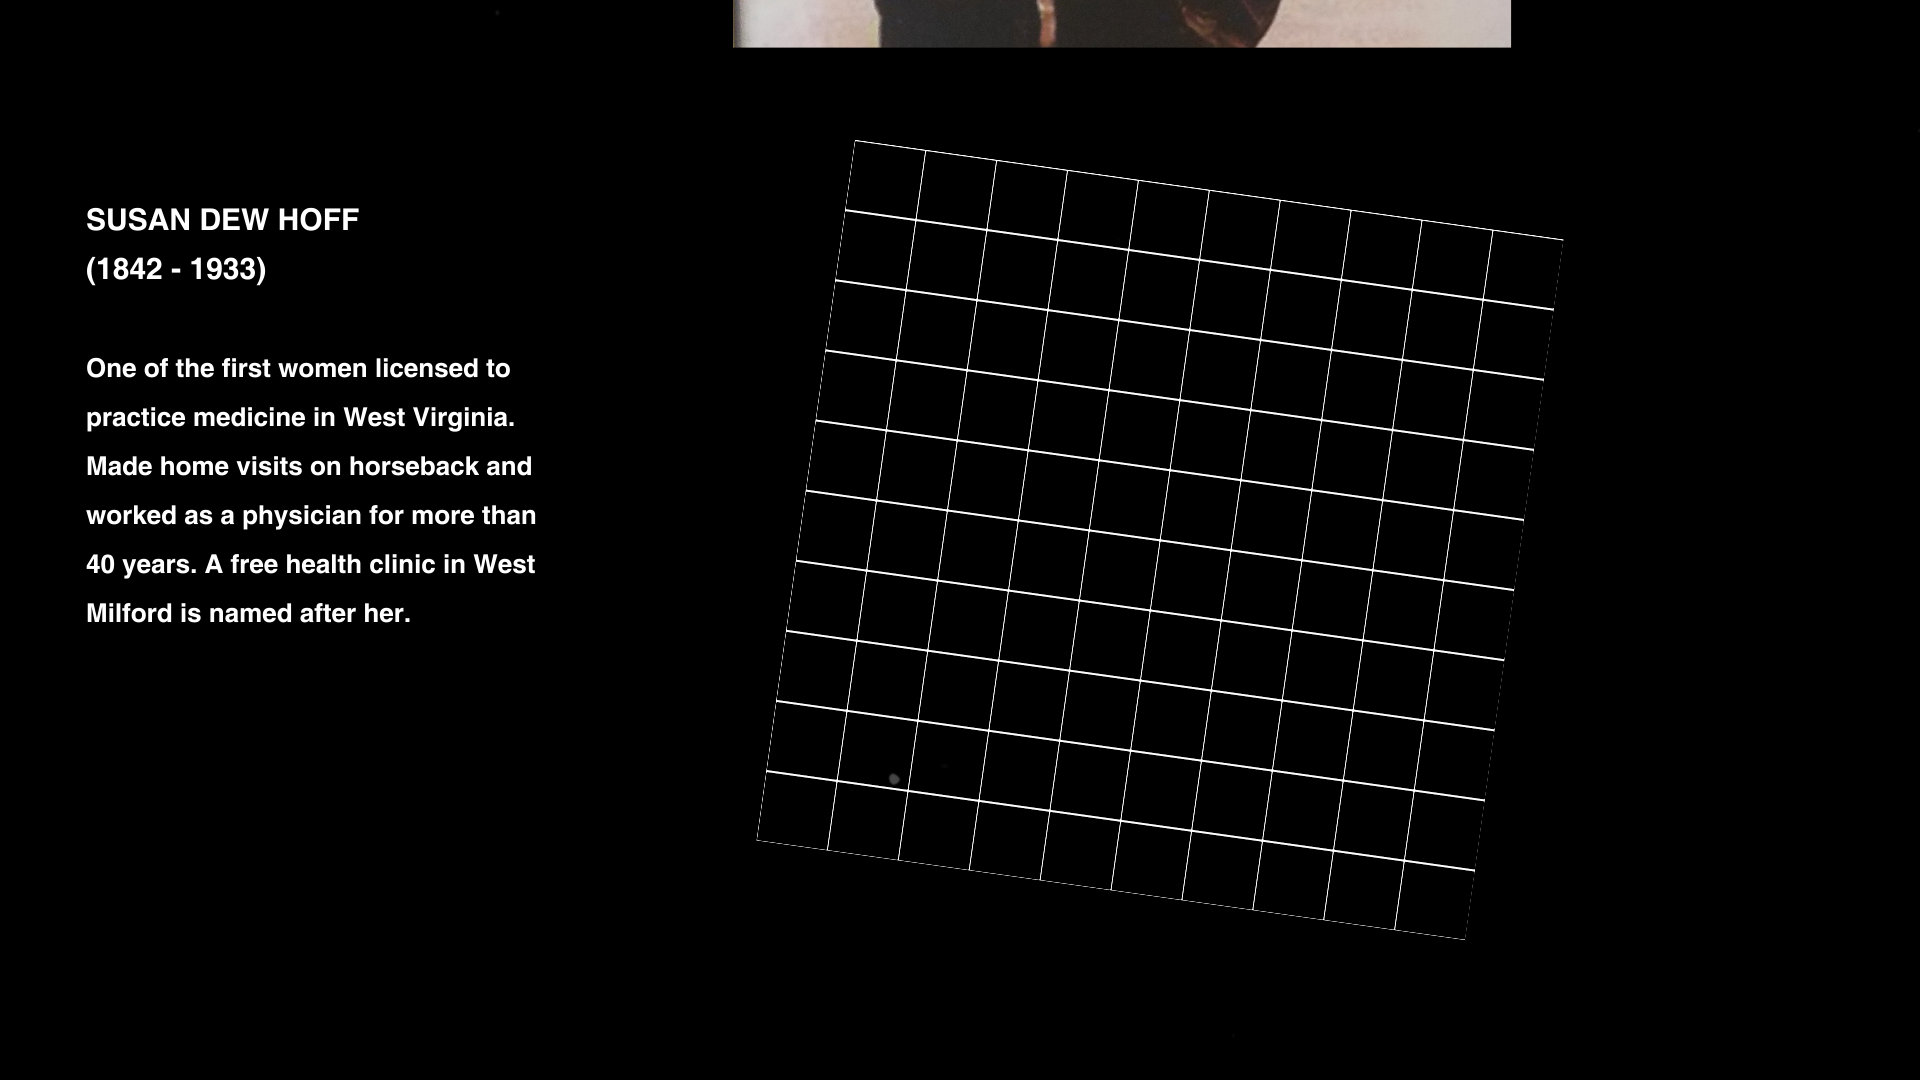 SUSAN DEW HOFF
(1842 - 1933)
One of the first women licensed to
practice medicine in West Virginia.
Made home visits on horseback and
worked as a physician for more than
40 years. A free health clinic in West
Milford is named after her.